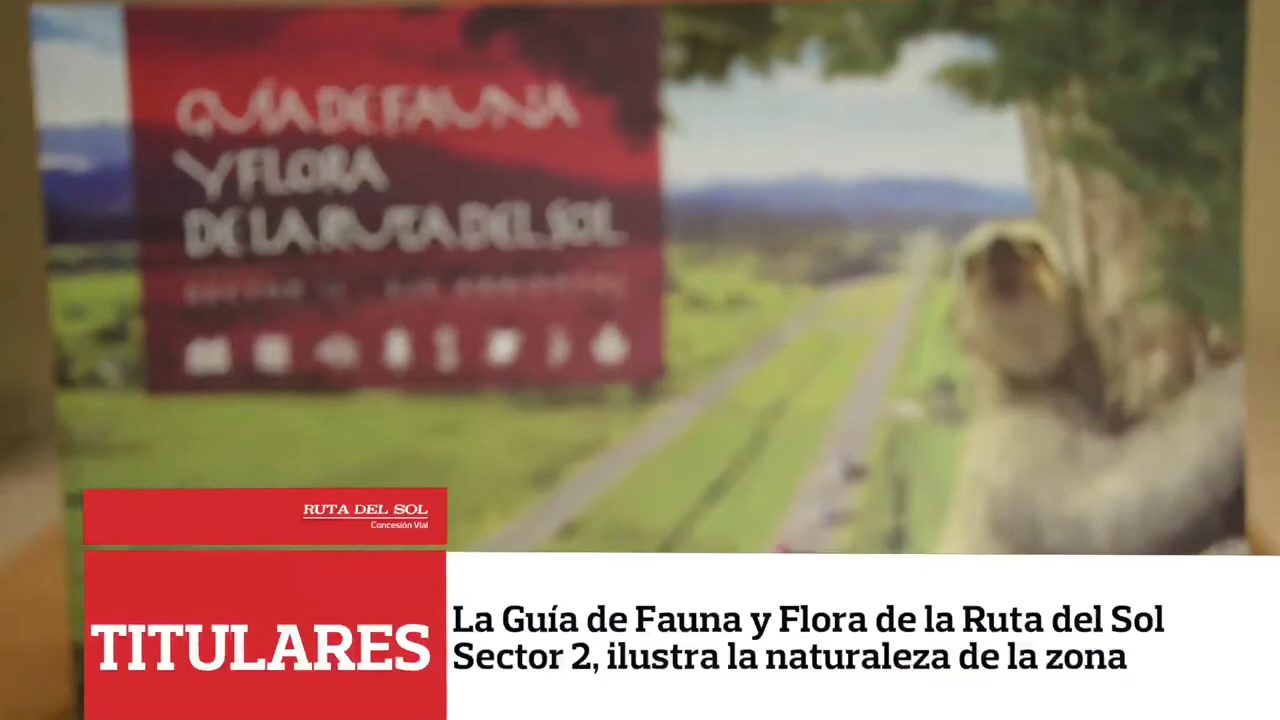 GUÍA DE FAUNA
Y FLORA
DE LA RUTA DEL SOL
RUTA DEL SOL
Concesión Vial
TITULARES
La Guía de Fauna y Flora de la Ruta del Sol
Sector 2, ilustra la naturaleza de la zona